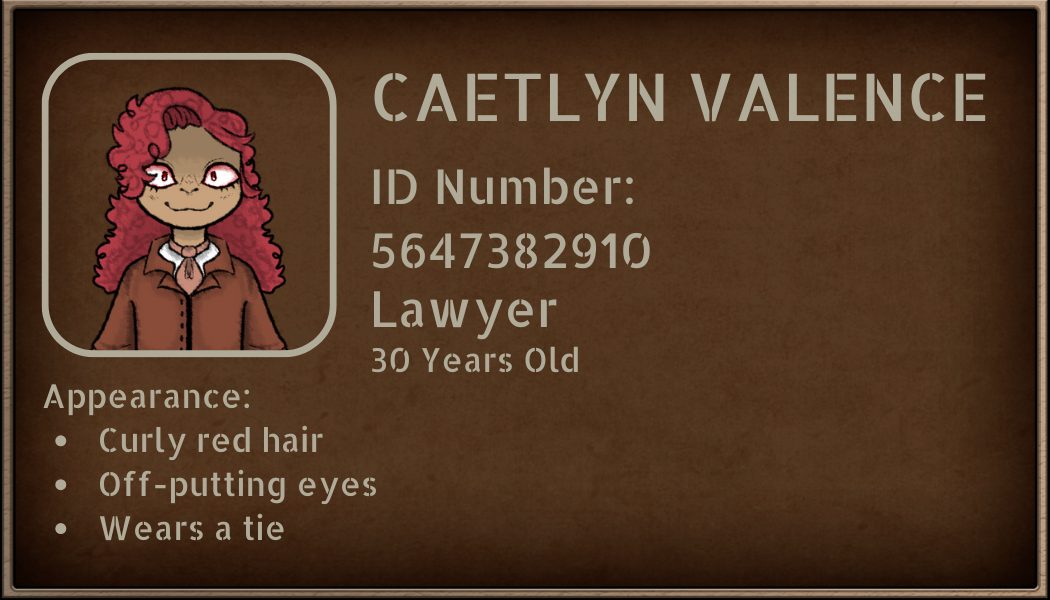 CAETLYN VALENCE
ID Number:
5647382910
Lawyer
30 Years Old
Appearance:
• Curly red hair
• Off-putting eyes
• Wears a tie